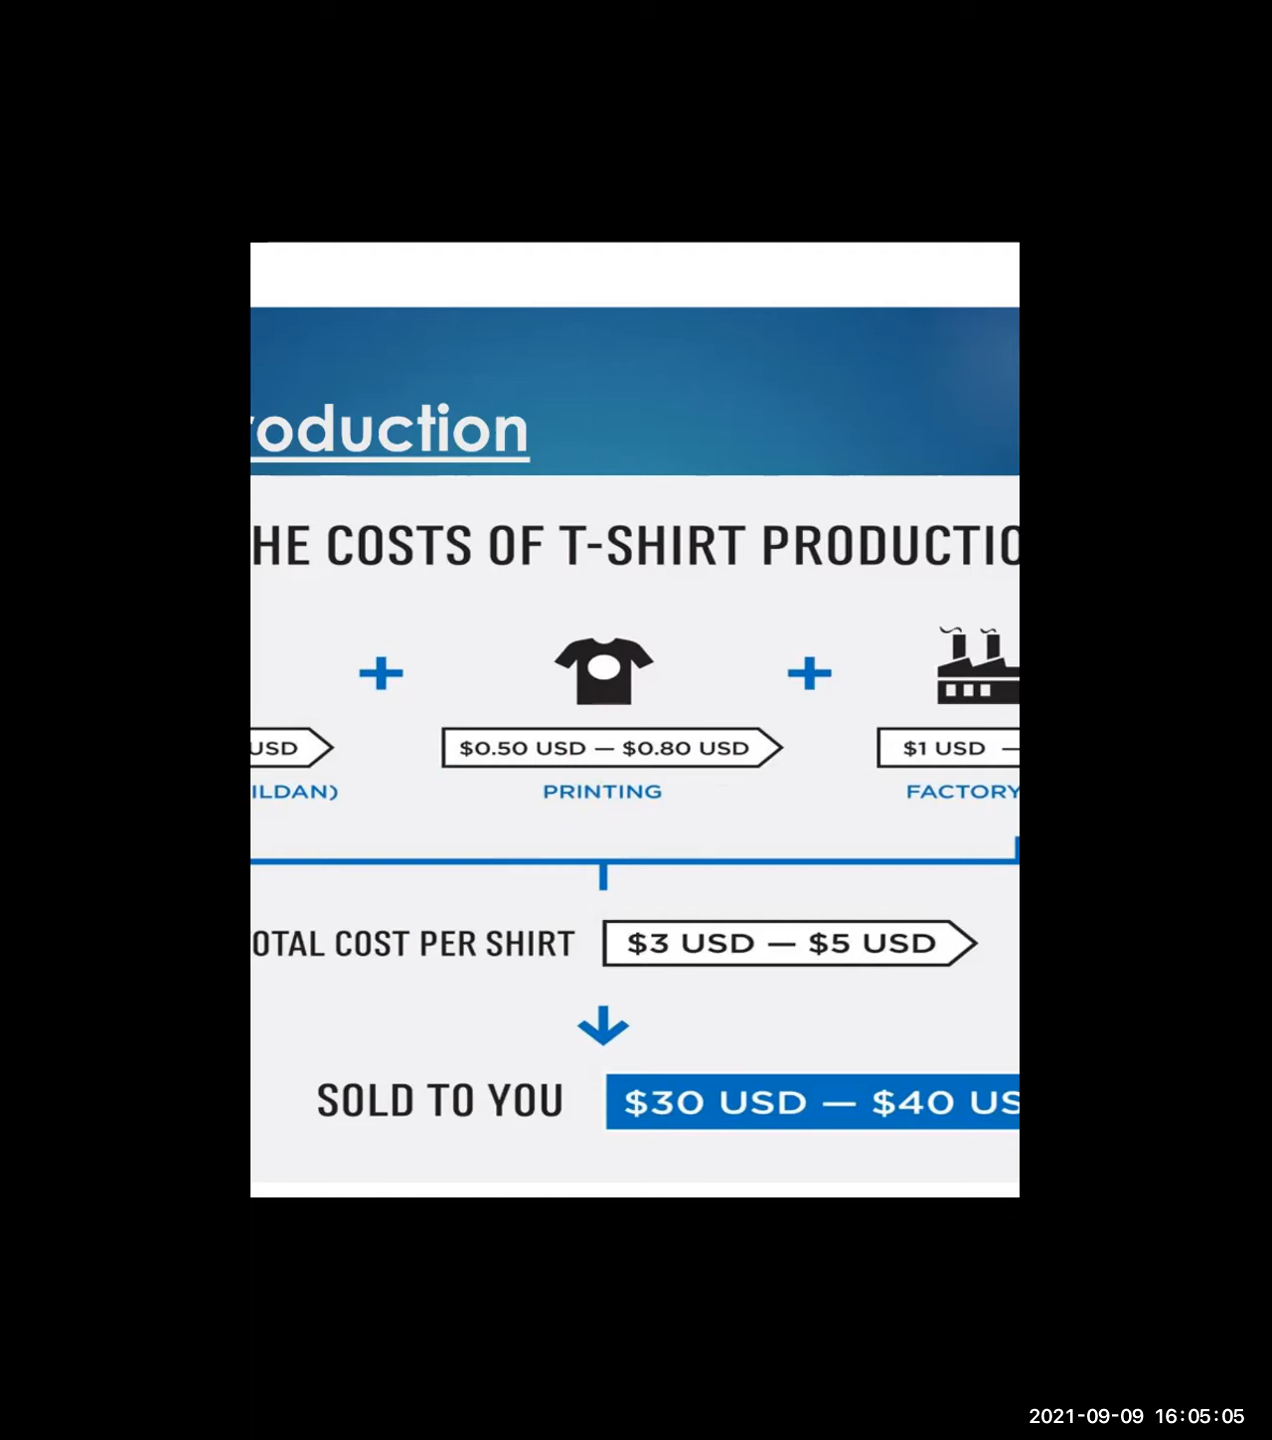 roduction
HE COSTS OF T-SHIRT PRODUCTIO
USD
$0.50 USD — $0.80 USD
$1 USD —
ILDAN)
PRINTING
FACTORY
OTAL COST PER SHIRT
$3 USD — $5 USD
SOLD TO YOU
$30 USD — $40 US
2021-09-09 16:05:05